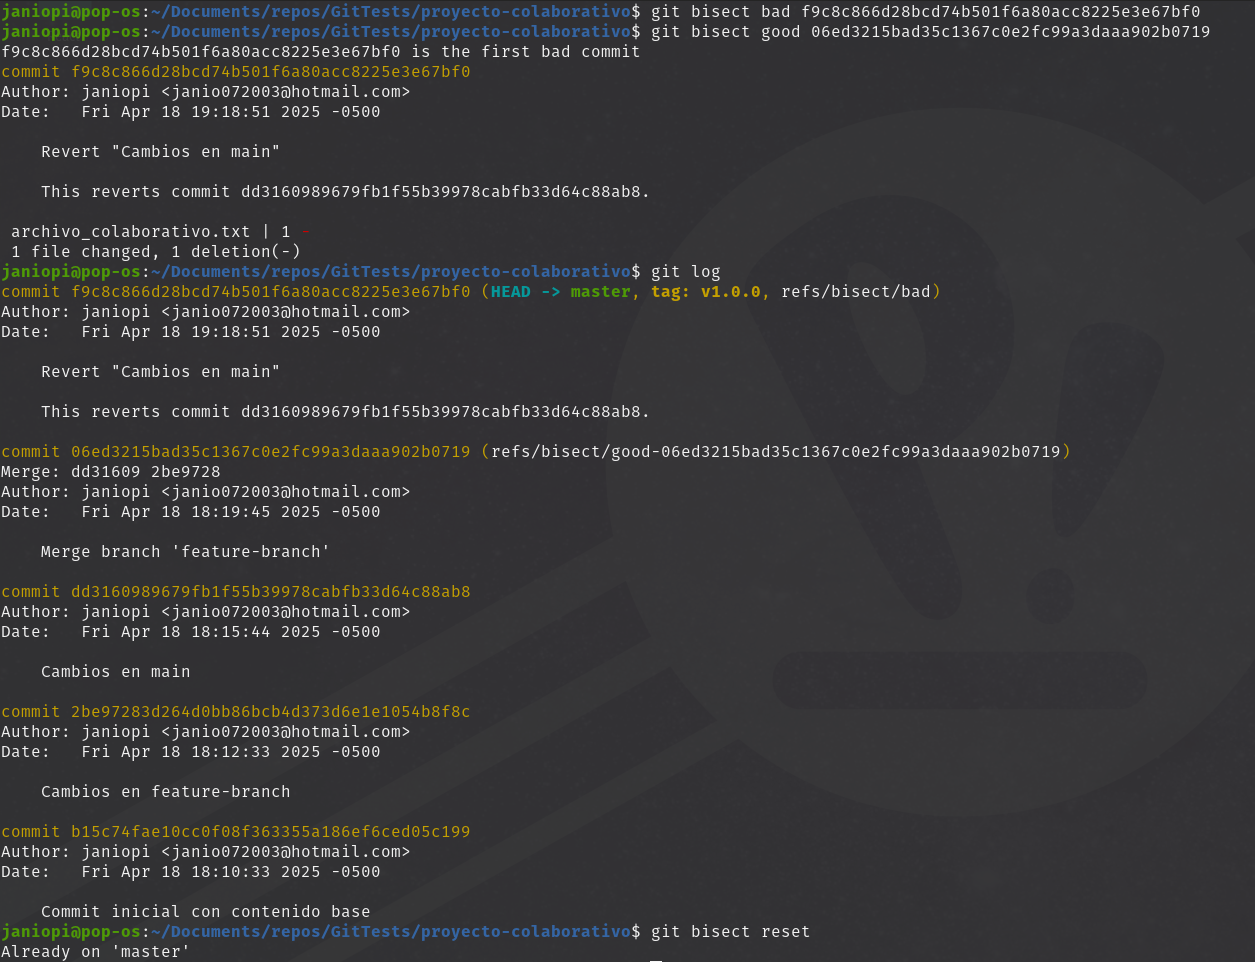 janiopi@pop-os:~/Documents/repos/GitTests/proyecto-colaborativo$ git bisect bad f9c8c866d28bcd74b501f6a80acc8225e3e67bf0
janiopi@pop-os:~/Documents/repos/GitTests/proyecto-colaborativo$ git bisect good 06ed3215bad35c1367c0e2fc99a3daaa902b0719
f9c8c866d28bcd74b501f6a80acc8225e3e67bf0 is the first bad commit
commit f9c8c866d28bcd74b501f6a80acc8225e3e67bf0
Author: janiopi <janio072003@hotmail.com>
Date:   Fri Apr 18 19:18:51 2025 -0500

    Revert "Cambios en main"

    This reverts commit dd3160989679fb1f55b39978cabfb33d64c88ab8.

 archivo_colaborativo.txt | 1 -
 1 file changed, 1 deletion(-)
janiopi@pop-os:~/Documents/repos/GitTests/proyecto-colaborativo$ git log
commit f9c8c866d28bcd74b501f6a80acc8225e3e67bf0 (HEAD -> master, tag: v1.0.0, refs/bisect/bad)
Author: janiopi <janio072003@hotmail.com>
Date:   Fri Apr 18 19:18:51 2025 -0500

    Revert "Cambios en main"

    This reverts commit dd3160989679fb1f55b39978cabfb33d64c88ab8.

commit 06ed3215bad35c1367c0e2fc99a3daaa902b0719 (refs/bisect/good-06ed3215bad35c1367c0e2fc99a3daaa902b0719)
Merge: dd31609 2be9728
Author: janiopi <janio072003@hotmail.com>
Date:   Fri Apr 18 18:19:45 2025 -0500

    Merge branch 'feature-branch'

commit dd3160989679fb1f55b39978cabfb33d64c88ab8
Author: janiopi <janio072003@hotmail.com>
Date:   Fri Apr 18 18:15:44 2025 -0500

    Cambios en main

commit 2be97283d264d0bb86bcb4d373d6e1e1054b8f8c
Author: janiopi <janio072003@hotmail.com>
Date:   Fri Apr 18 18:12:33 2025 -0500

    Cambios en feature-branch

commit b15c74fae10cc0f08f363355a186ef6ced05c199
Author: janiopi <janio072003@hotmail.com>
Date:   Fri Apr 18 18:10:33 2025 -0500

    Commit inicial con contenido base
janiopi@pop-os:~/Documents/repos/GitTests/proyecto-colaborativo$ git bisect reset
Already on 'master'